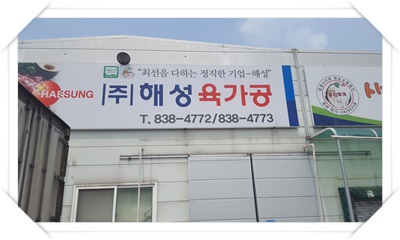 "최선을 다하는 정직한 기업-해성"
HAESUNG
(주)해성육가공
T. 838-4772/838-4773